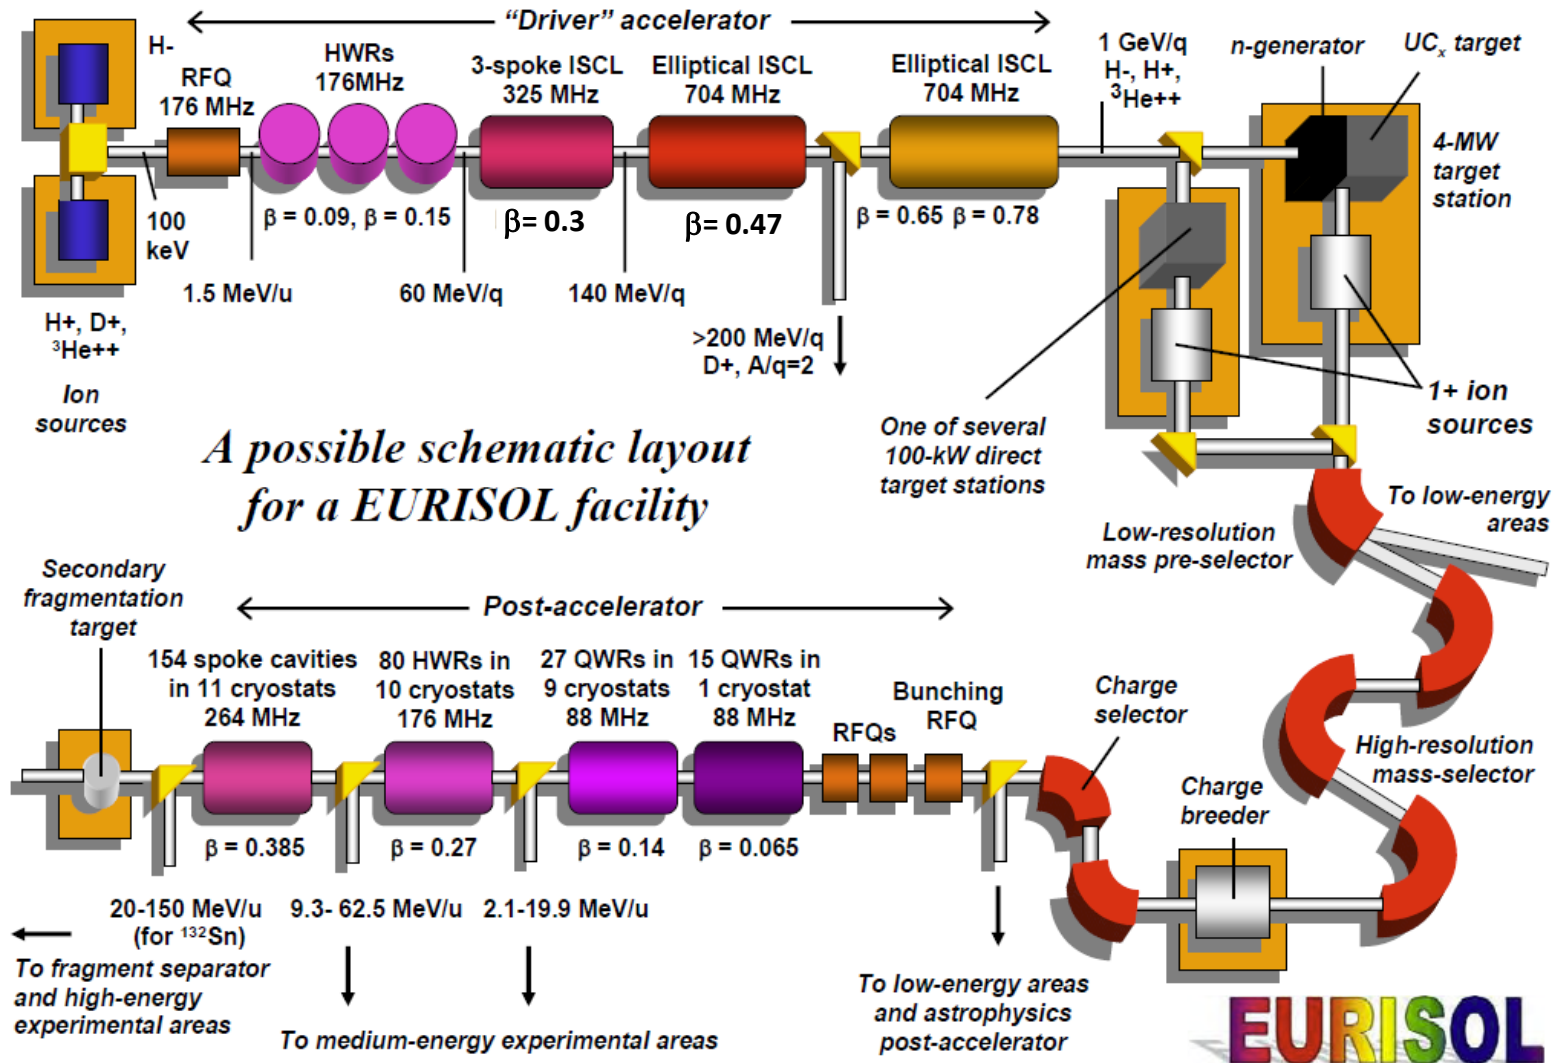 “Driver” accelerator
H-
RFQ
176 MHz
HWRs
176MHz
3-spoke ISCL
325 MHz
Elliptical ISCL
704 MHz
Elliptical ISCL
704 MHz
1 GeV/q
H-, H+,
³He++
n-generator
UCₓ target
4-MW
target
station
100
keV
β = 0.09, β = 0.15
β= 0.3
β= 0.47
β = 0.65 β = 0.78
1.5 MeV/u
60 MeV/q
140 MeV/q
>200 MeV/q
D+, A/q=2
H+, D+,
³He++
Ion
sources
One of several
100-kW direct
target stations
1+ ion
sources
A possible schematic layout
for a EURISOL facility
Low-resolution
mass pre-selector
To low-energy
areas
Secondary
fragmentation
target
Post-accelerator
154 spoke cavities
in 11 cryostats
264 MHz
80 HWRs in
10 cryostats
176 MHz
27 QWRs in
9 cryostats
88 MHz
15 QWRs in
1 cryostat
88 MHz
RFQs
Bunching
RFQ
Charge
selector
High-resolution
mass-selector
Charge
breeder
β = 0.385
β = 0.27
β = 0.14
β = 0.065
20-150 MeV/u
(for ¹³²Sn)
9.3- 62.5 MeV/u
2.1-19.9 MeV/u
To fragment separator
and high-energy
experimental areas
To medium-energy experimental areas
To low-energy areas
and astrophysics
post-accelerator
EURISOL